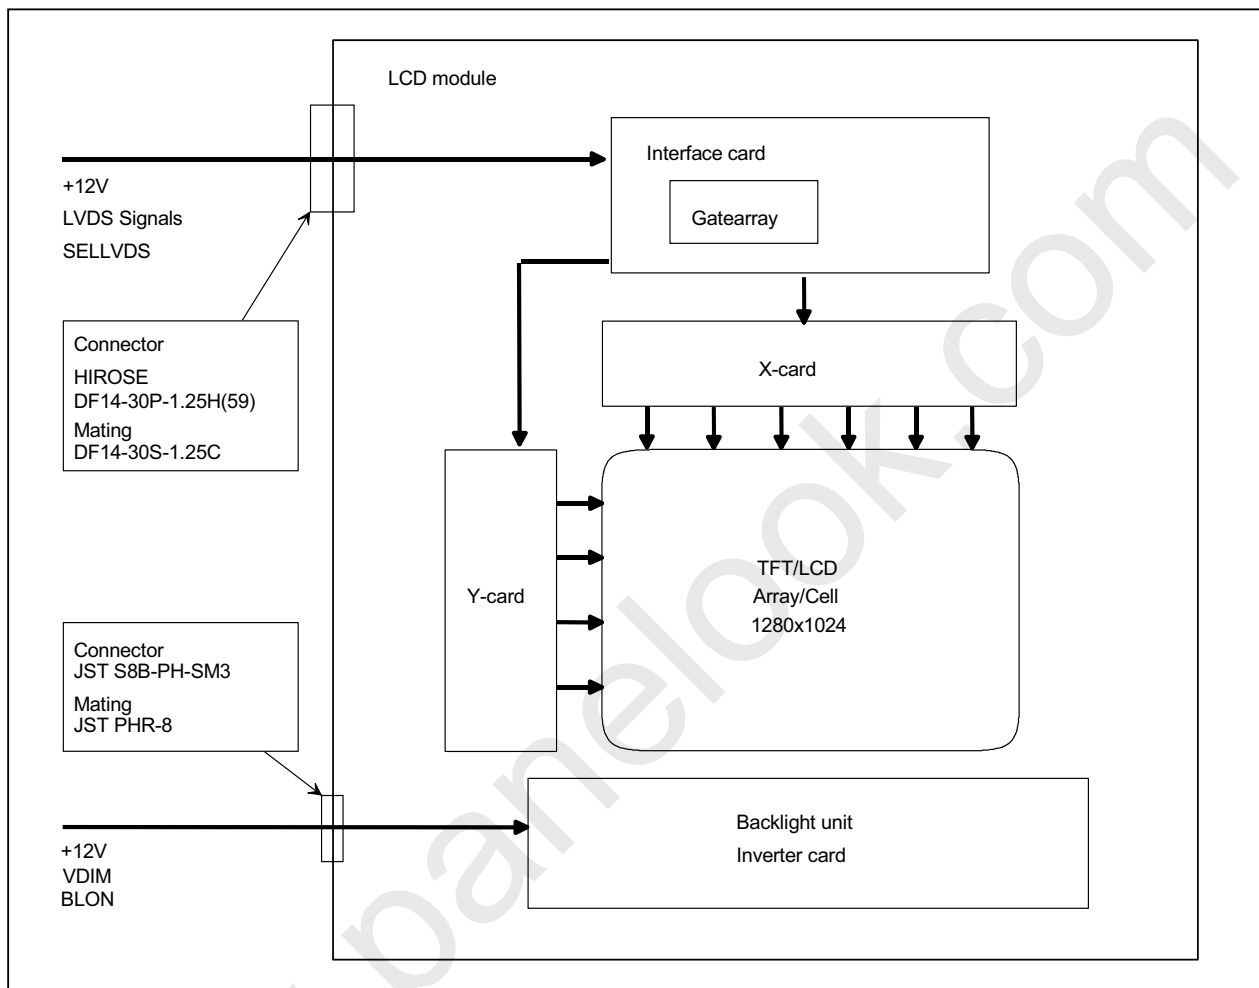 LCD module
Interface card
Gatearray
+12V
LVDS Signals
SELLVDS
Connector
HIROSE
DF14-30P-1.25H(59)
Mating
DF14-30S-1.25C
X-card
Y-card
TFT/LCD
Array/Cell
1280x1024
Connector
JST S8B-PH-SM3
Mating
JST PHR-8
+12V
VDIM
BLON
Backlight unit
Inverter card
panelook.com